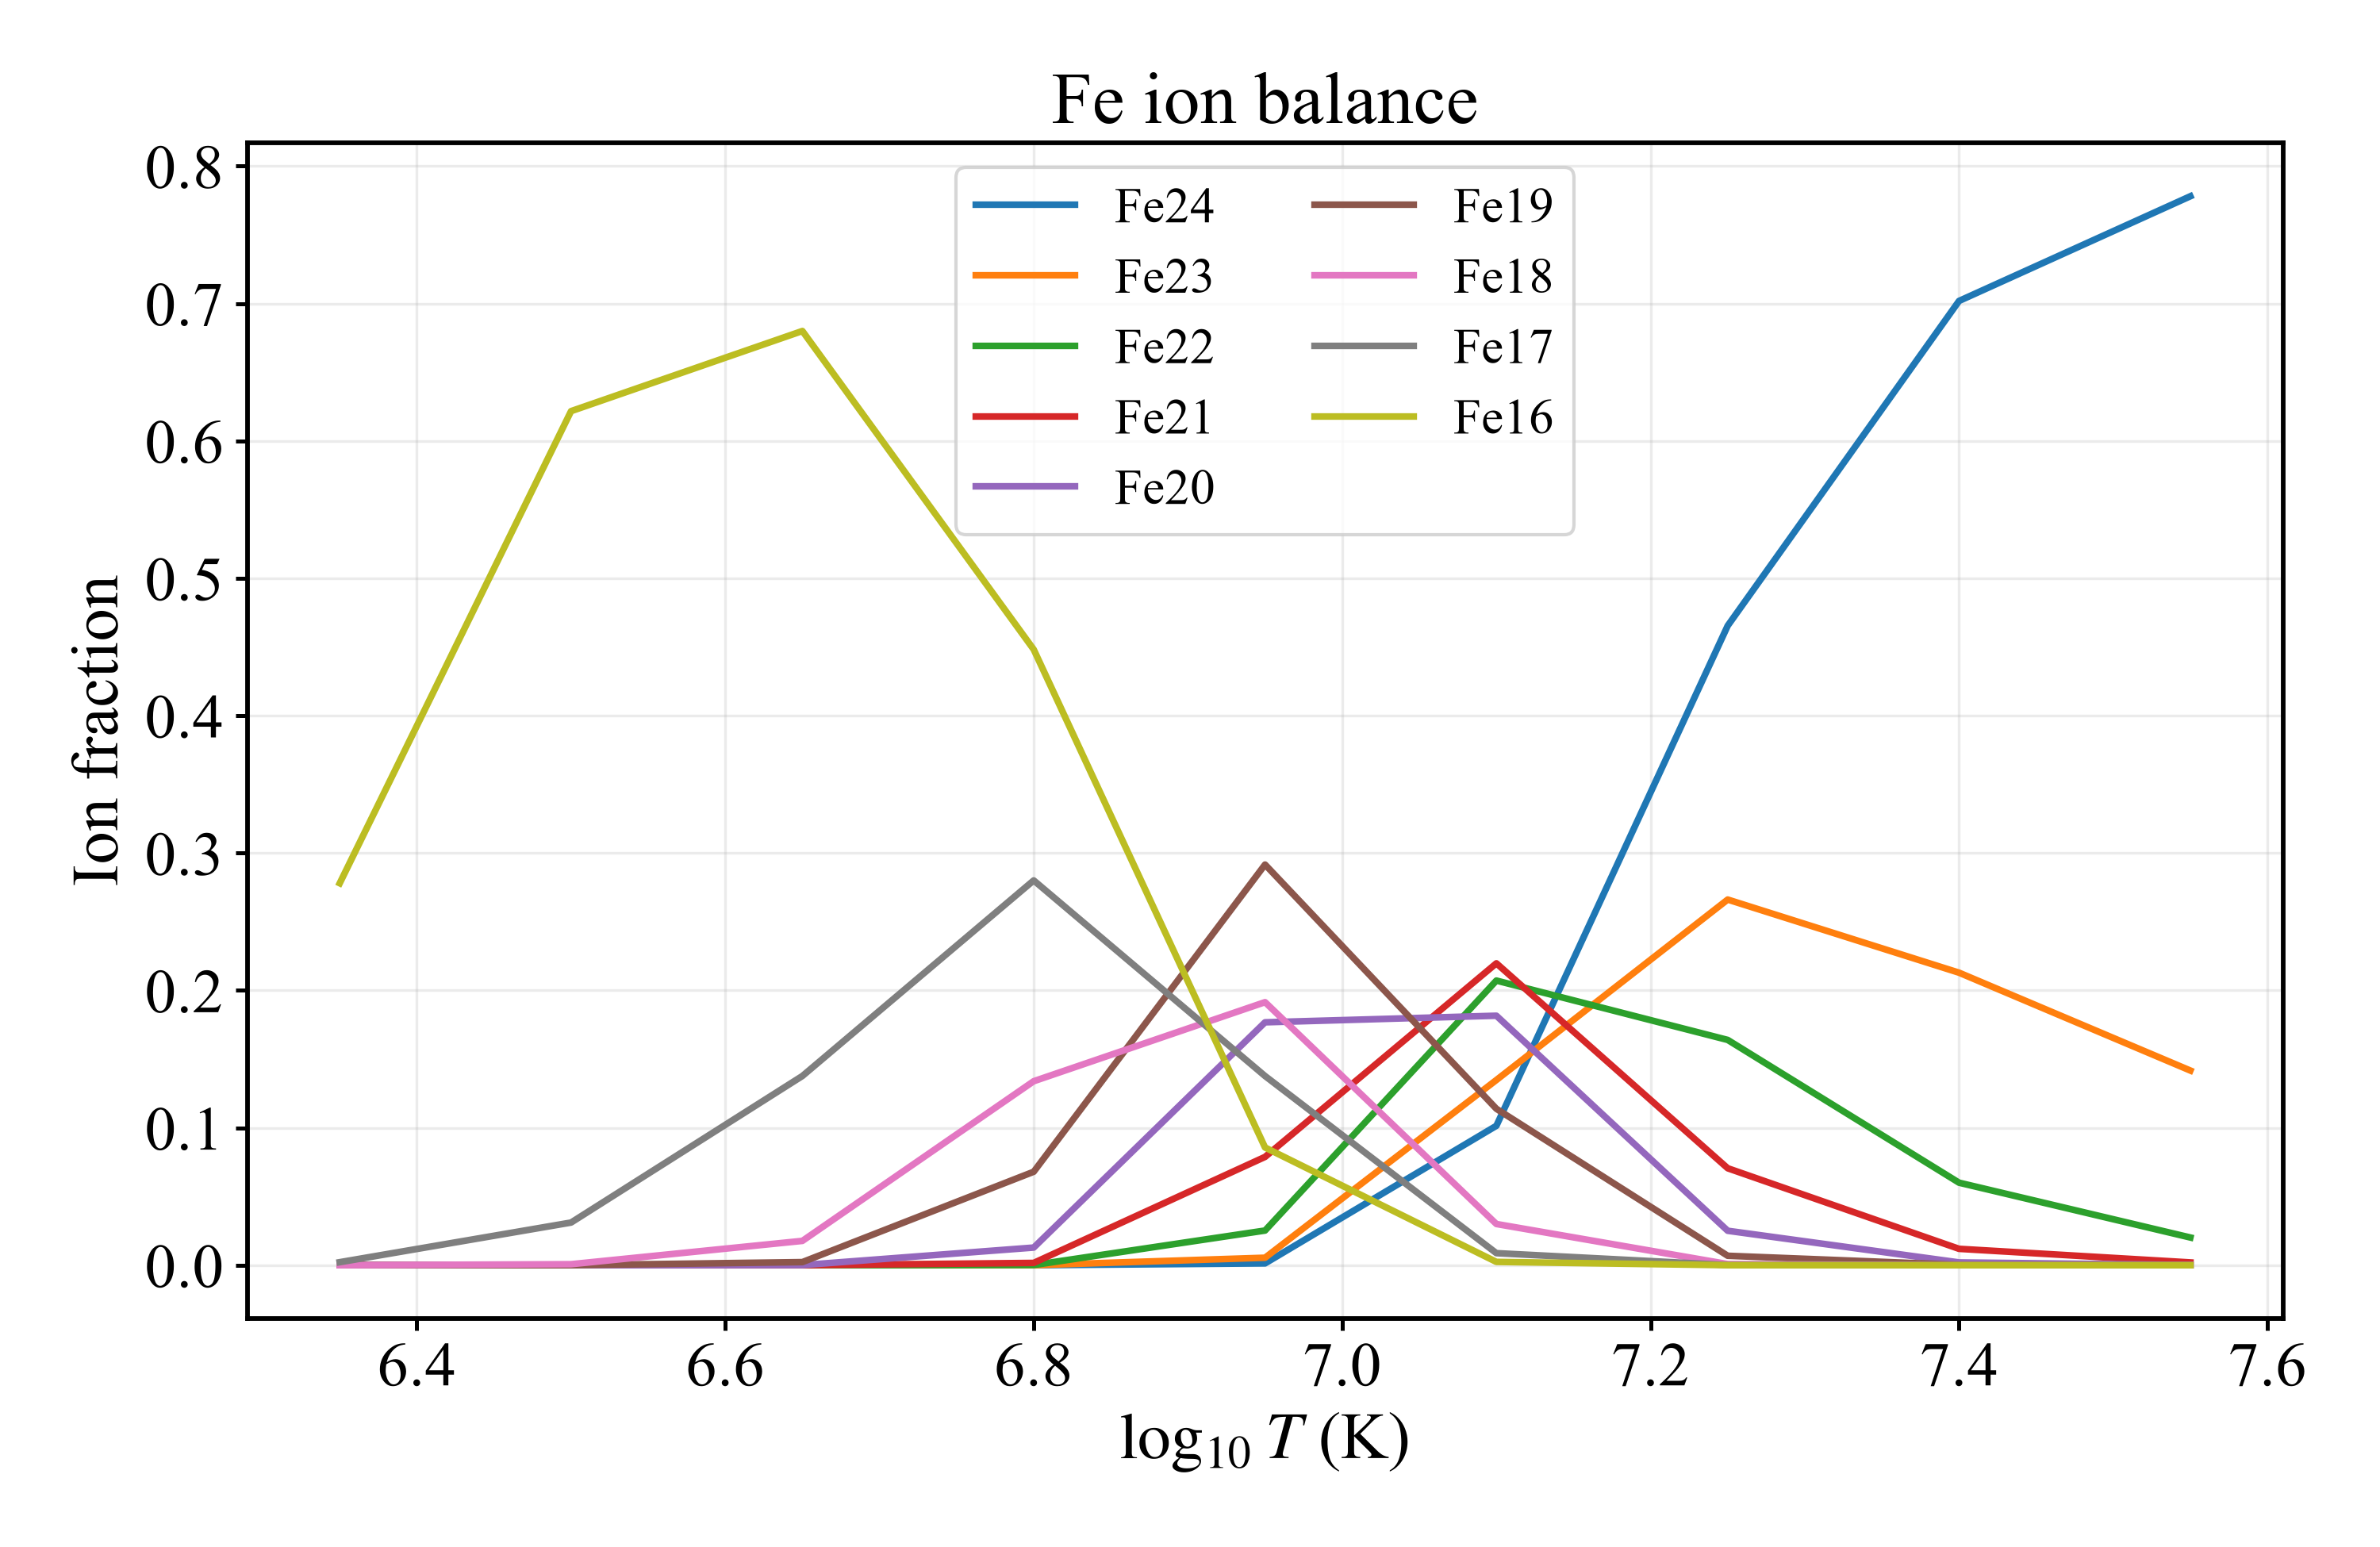 Fe ion balance
0.8
0.7
0.6
0.5
0.4
0.3
0.2
0.1
0.0
Ion fraction
Fe24
Fe23
Fe22
Fe21
Fe20
Fe19
Fe18
Fe17
Fe16
6.4 6.6 6.8 7.0 7.2 7.4 7.6
log₁₀ T (K)